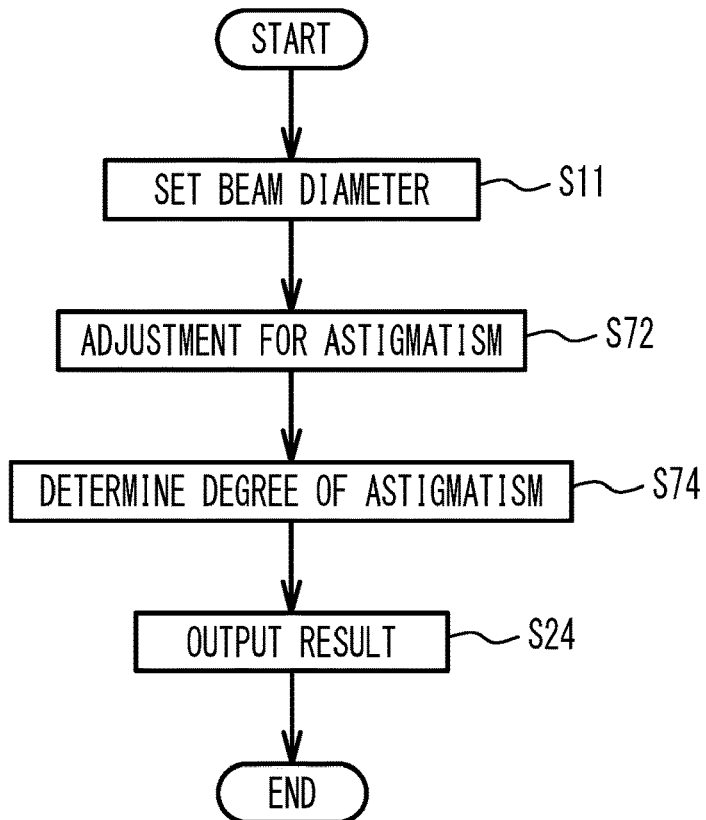 START
SET BEAM DIAMETER
S11
ADJUSTMENT FOR ASTIGMATISM
S72
DETERMINE DEGREE OF ASTIGMATISM
S74
OUTPUT RESULT
S24
END